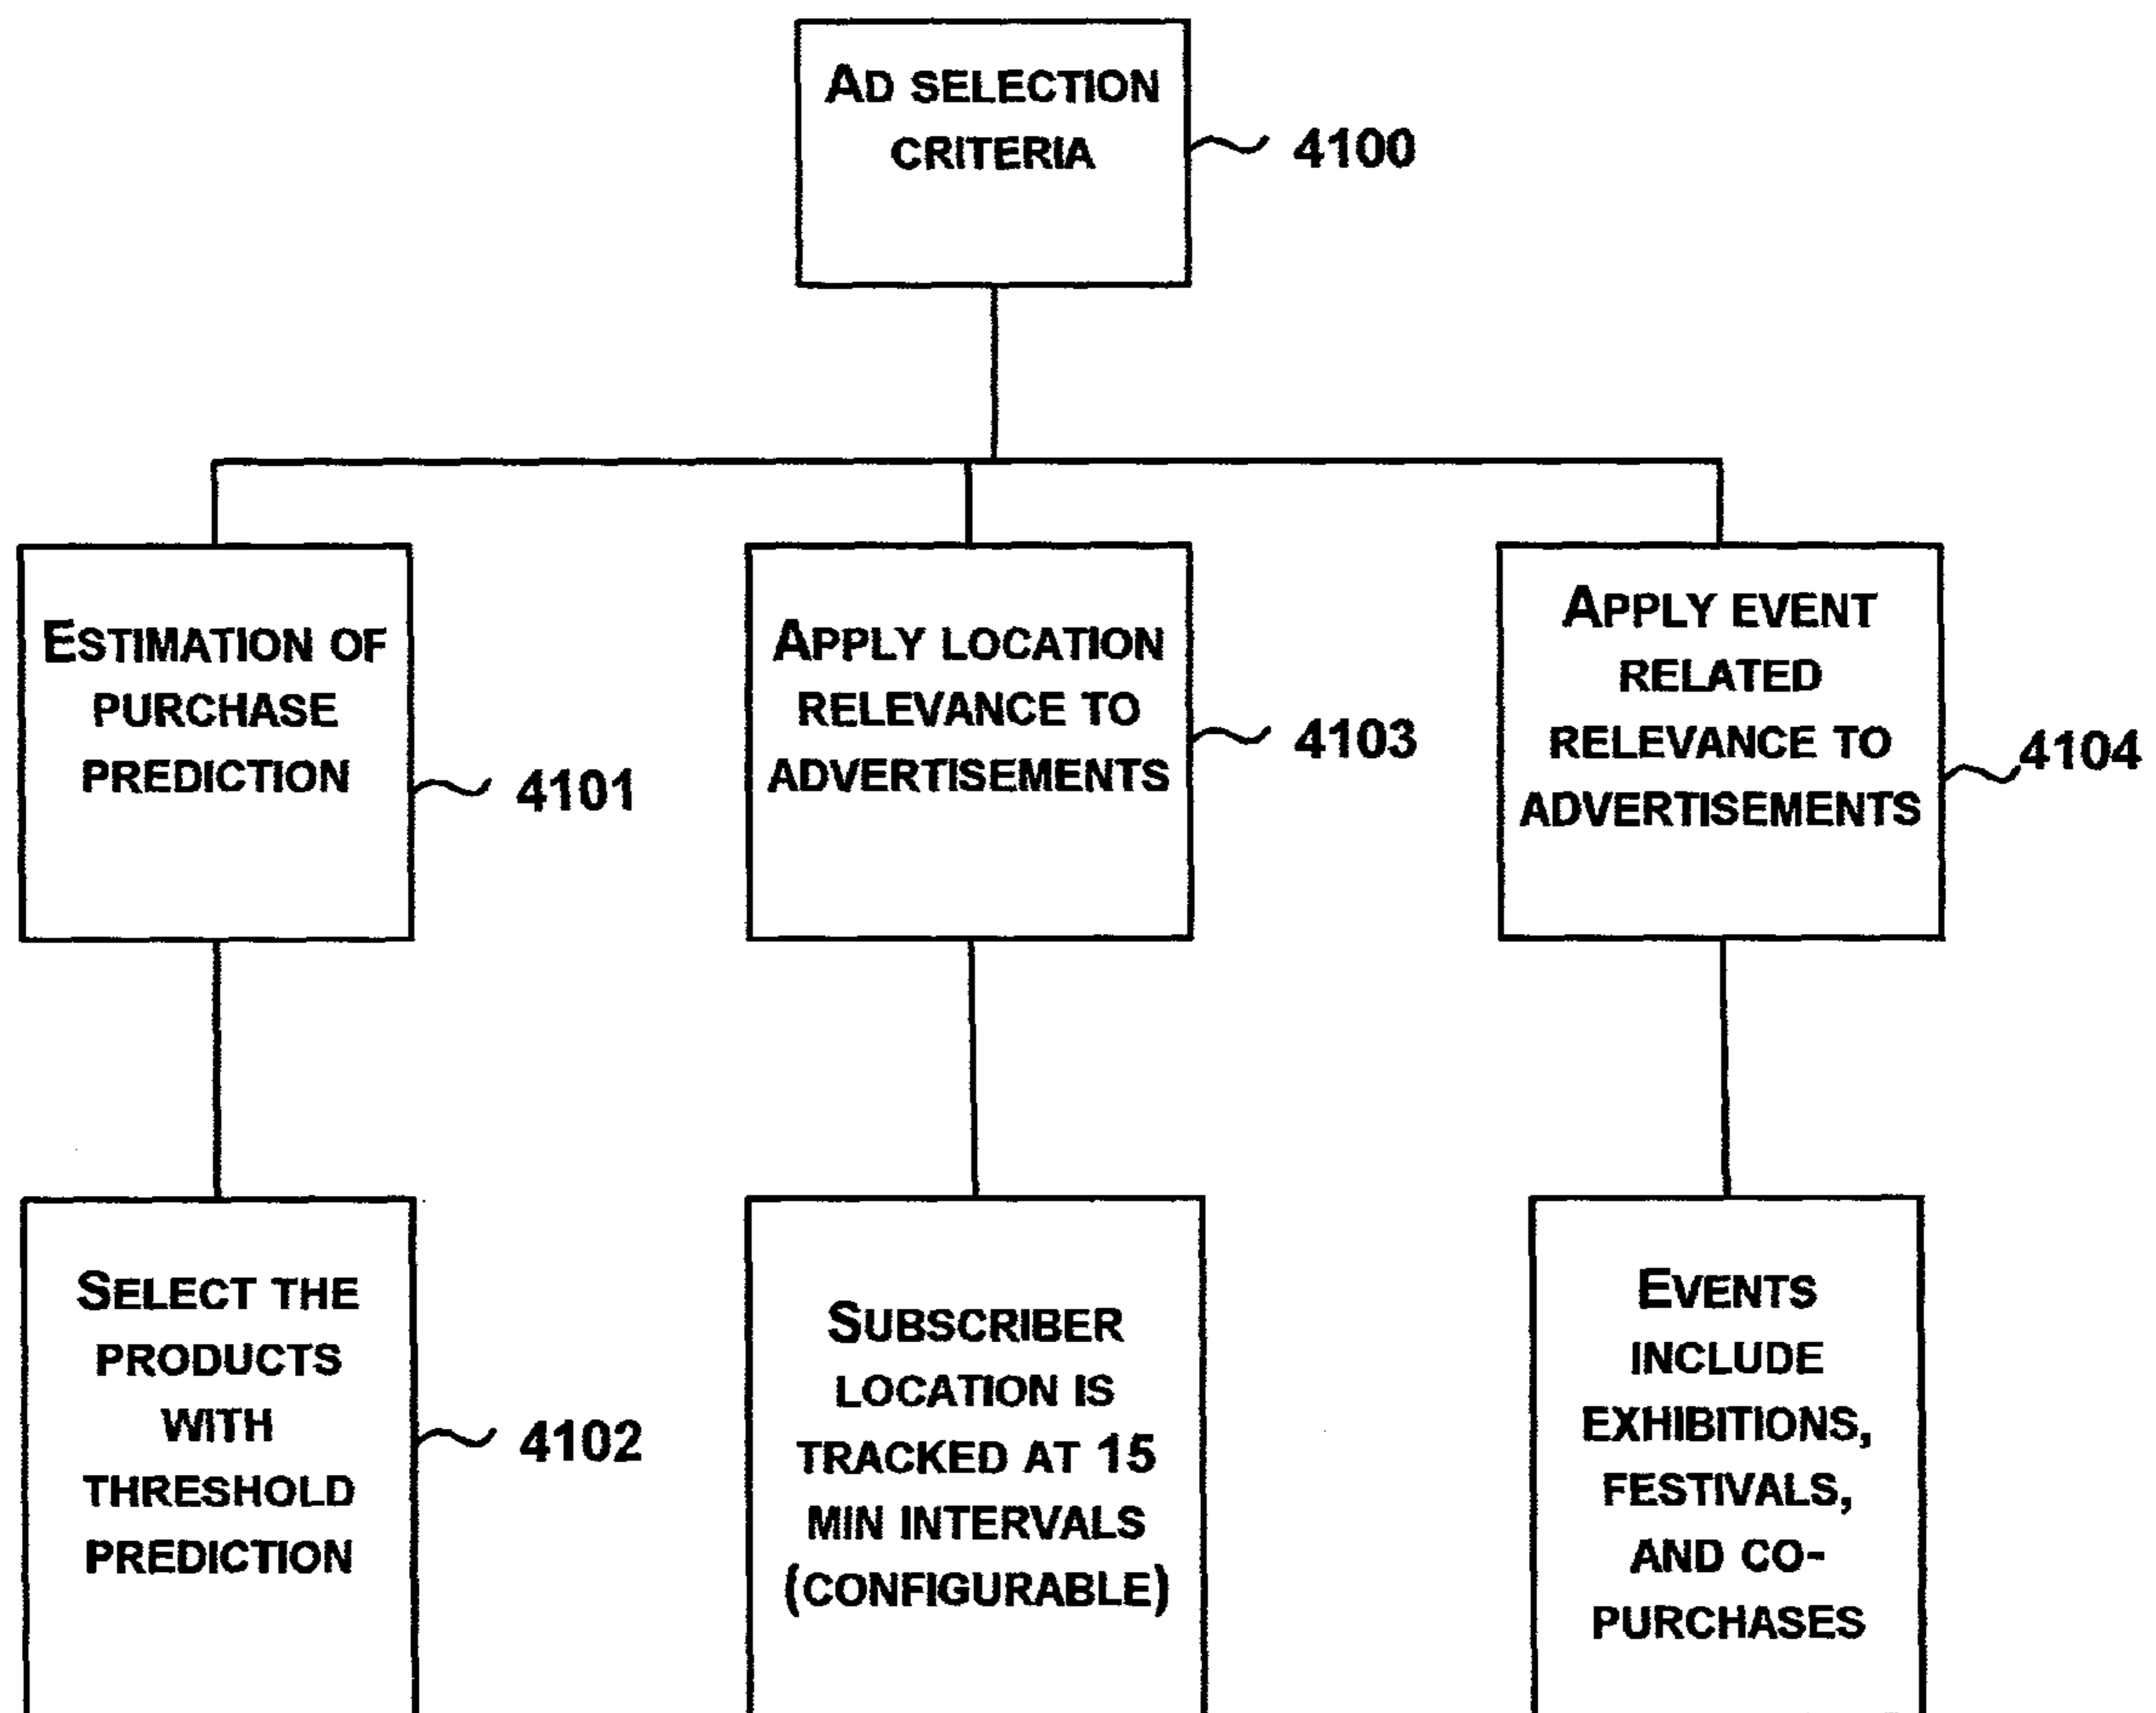 AD SELECTION
CRITERIA
4100
ESTIMATION OF
PURCHASE
PREDICTION
4101
APPLY LOCATION
RELEVANCE TO
ADVERTISEMENTS
4103
APPLY EVENT
RELATED
RELEVANCE TO
ADVERTISEMENTS
4104
SELECT THE
PRODUCTS
WITH
THRESHOLD
PREDICTION
4102
SUBSCRIBER
LOCATION IS
TRACKED AT 15
MIN INTERVALS
(CONFIGURABLE)
EVENTS
INCLUDE
EXHIBITIONS,
FESTIVALS,
AND CO-
PURCHASES